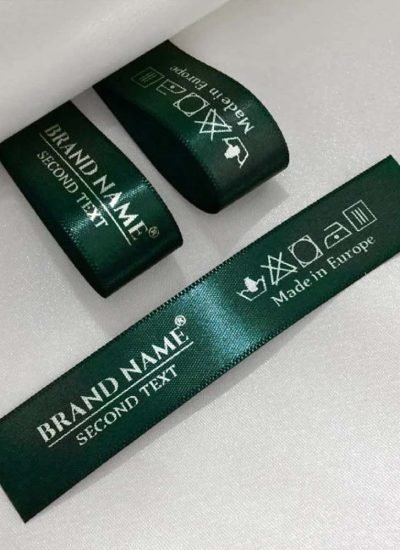 Made in Europe
BRAND NAME®
SECOND TEXT
Made in Europe
BRAND NAME®
SECOND TEXT